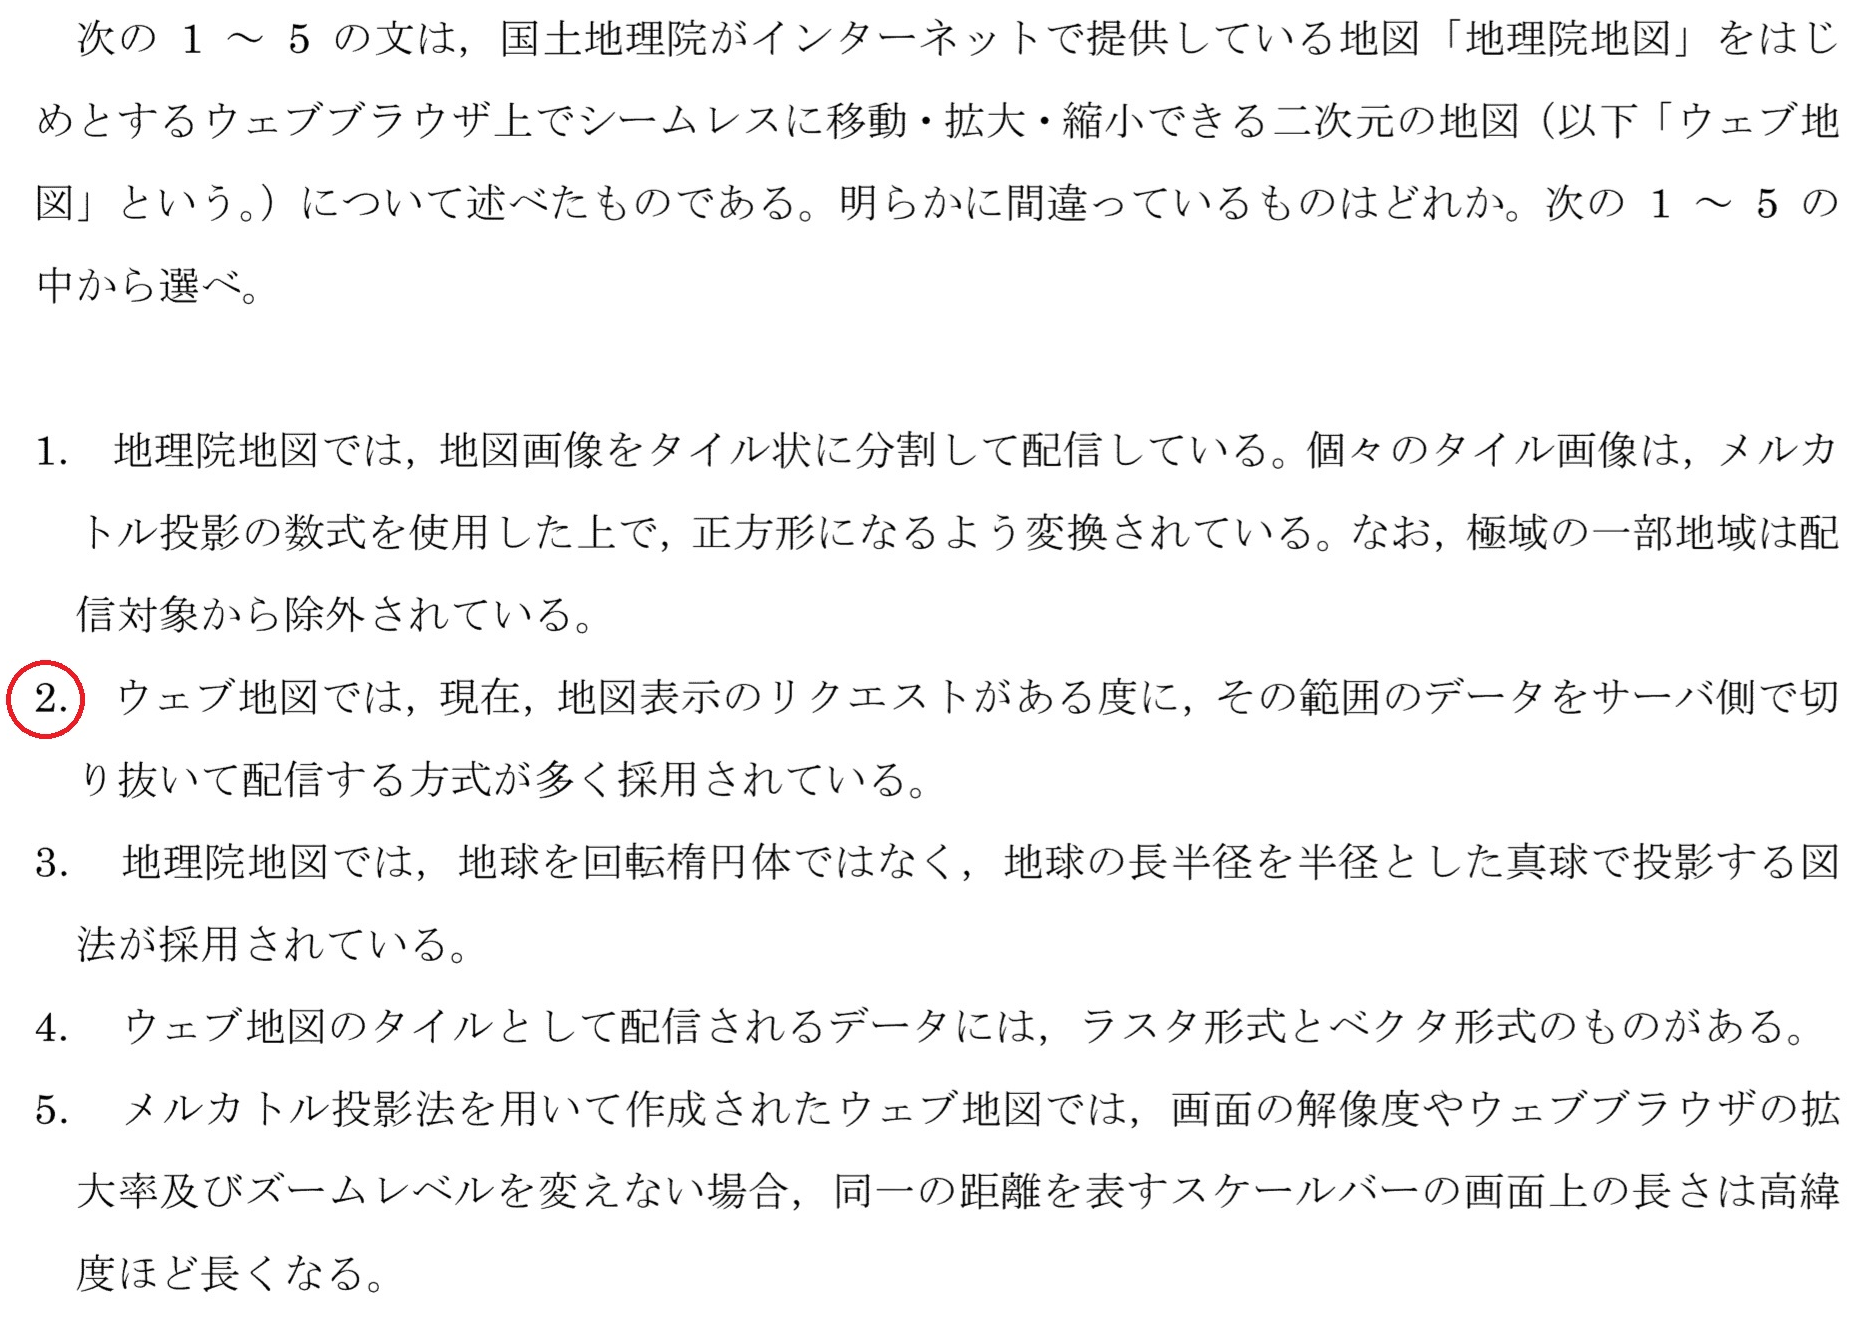 次の 1 ～ 5 の文は，国土地理院がインターネットで提供している地図「地理院地図」をはじ
めとするウェブブラウザ上でシームレスに移動・拡大・縮小できる二次元の地図（以下「ウェブ地
図」という。）について述べたものである。明らかに間違っているものはどれか。次の 1 ～ 5 の
中から選べ。
1. 地理院地図では，地図画像をタイル状に分割して配信している。個々のタイル画像は，メルカ
トル投影の数式を使用した上で，正方形になるよう変換されている。なお，極域の一部地域は配
信対象から除外されている。
2. ウェブ地図では，現在，地図表示のリクエストがある度に，その範囲のデータをサーバ側で切
り抜いて配信する方式が多く採用されている。
3. 地理院地図では，地球を回転楕円体ではなく，地球の長半径を半径とした真球で投影する図
法が採用されている。
4. ウェブ地図のタイルとして配信されるデータには，ラスタ形式とベクタ形式のものがある。
5. メルカトル投影法を用いて作成されたウェブ地図では，画面の解像度やウェブブラウザの拡
大率及びズームレベルを変えない場合，同一の距離を表すスケールバーの画面上の長さは高緯
度ほど長くなる。